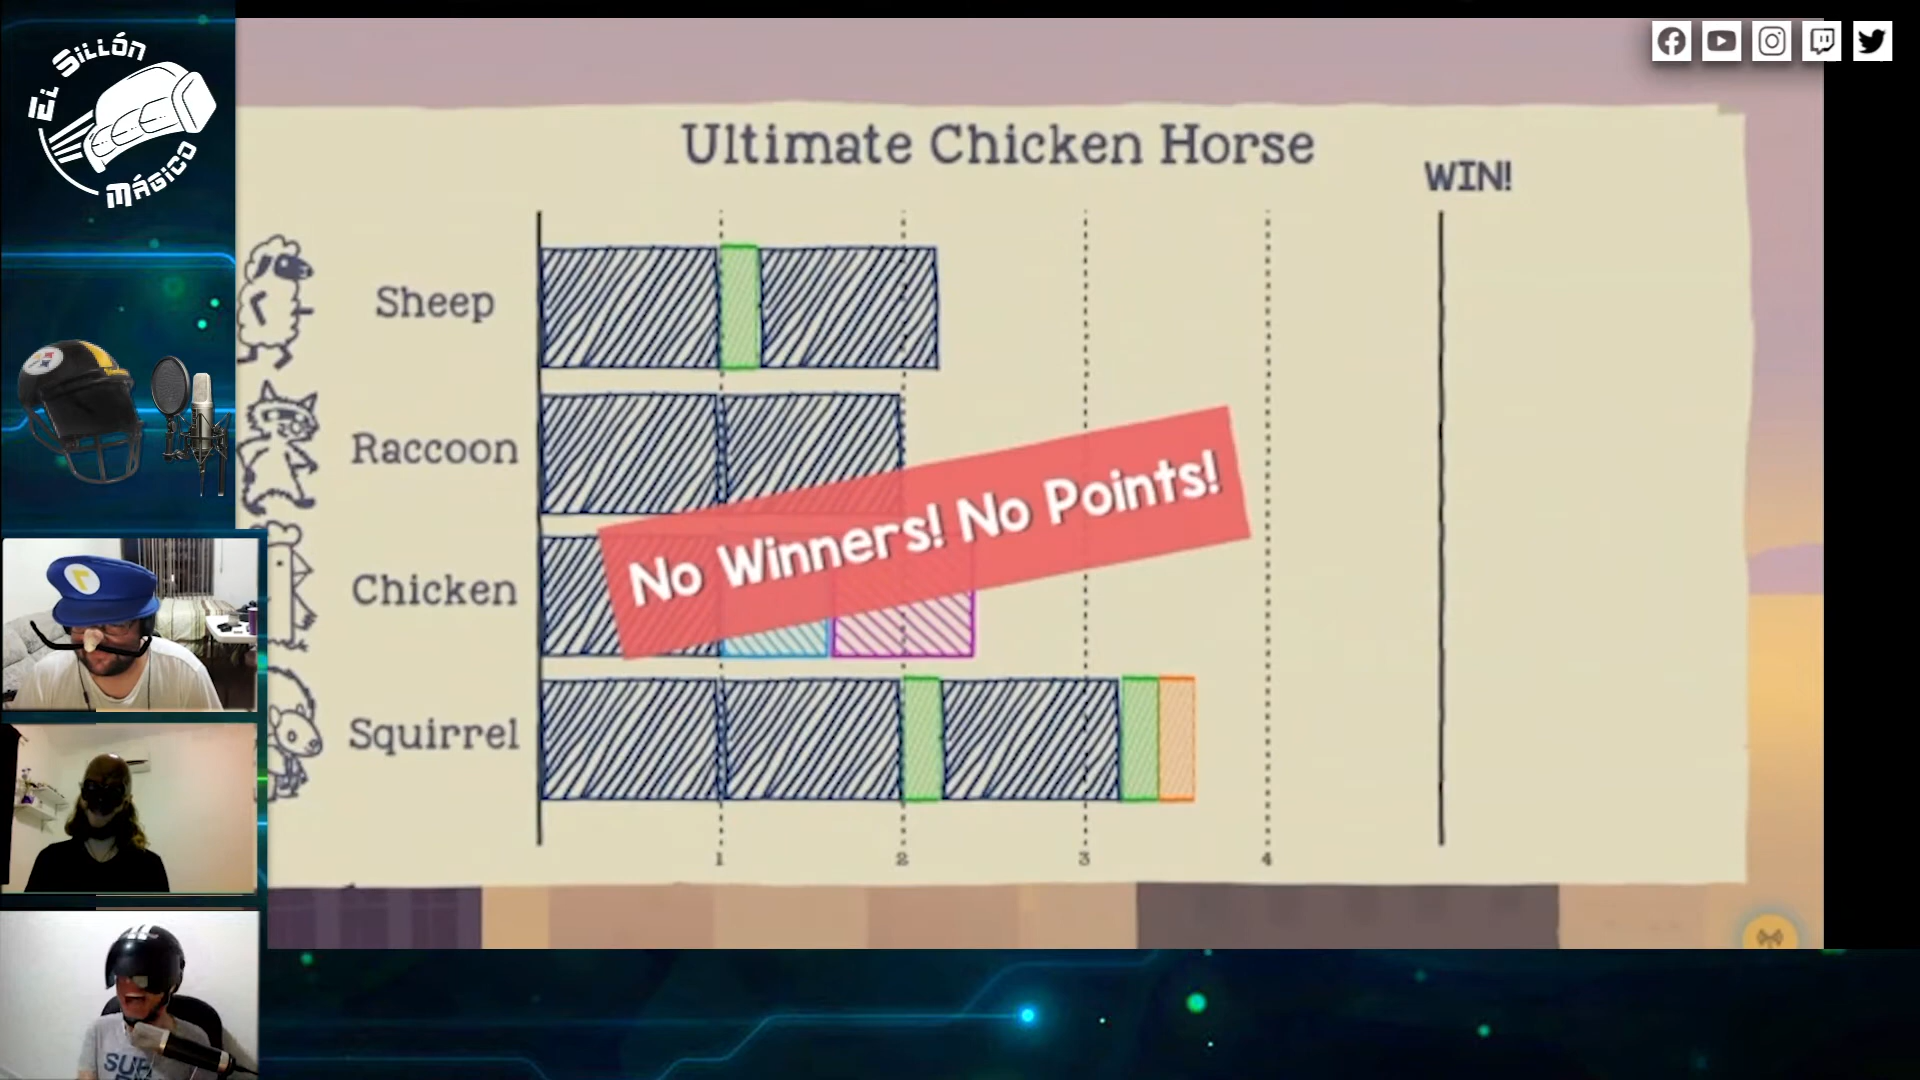 El Sillón
Mágico
Ultimate Chicken Horse
WIN!
Sheep
Raccoon
Chicken
Squirrel
No Winners! No Points!
1
2
3
4